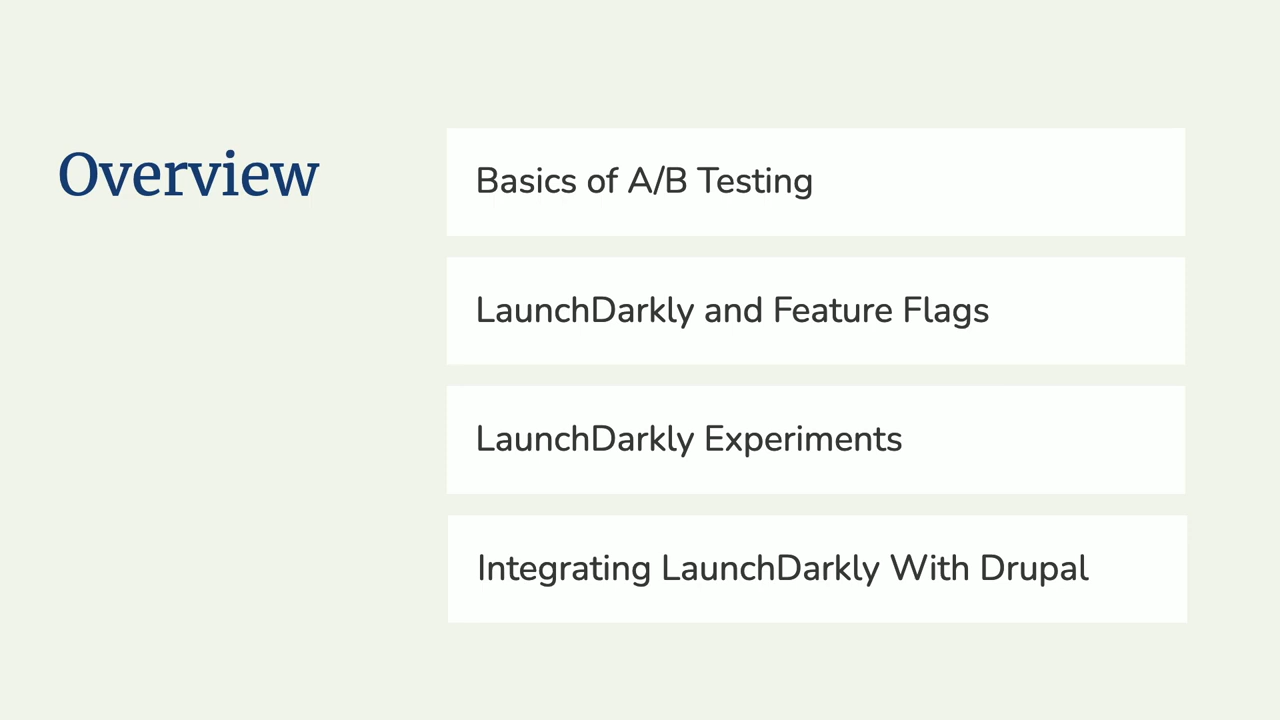 Overview
Basics of A/B Testing
LaunchDarkly and Feature Flags
LaunchDarkly Experiments
Integrating LaunchDarkly With Drupal